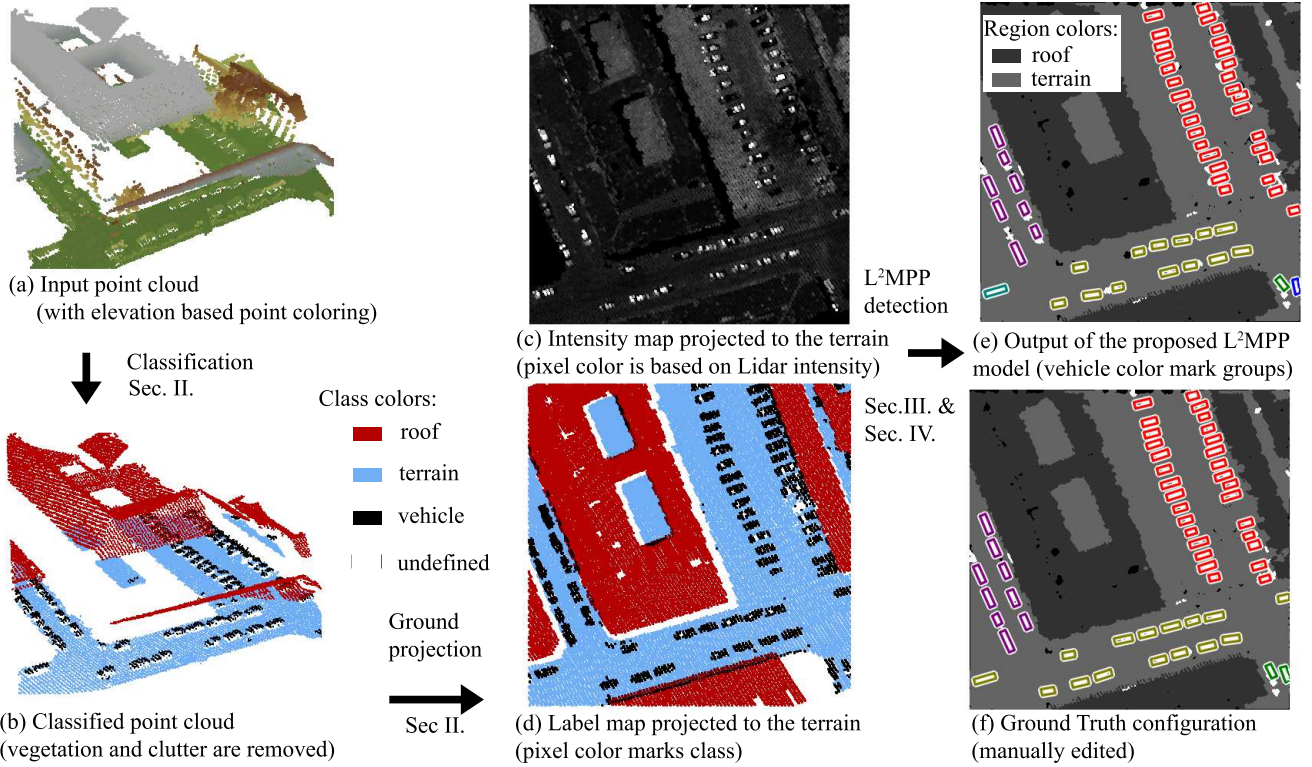 (a) Input point cloud
(with elevation based point coloring)
Classification
Sec. II.
Class colors:
roof
terrain
vehicle
undefined
(b) Classified point cloud
(vegetation and clutter are removed)
Ground
projection
Sec II.
(c) Intensity map projected to the terrain
(pixel color is based on Lidar intensity)
(d) Label map projected to the terrain
(pixel color marks class)
L²MPP
detection
Sec.III. &
Sec. IV.
Region colors:
roof
terrain
(e) Output of the proposed L²MPP
model (vehicle color mark groups)
(f) Ground Truth configuration
(manually edited)